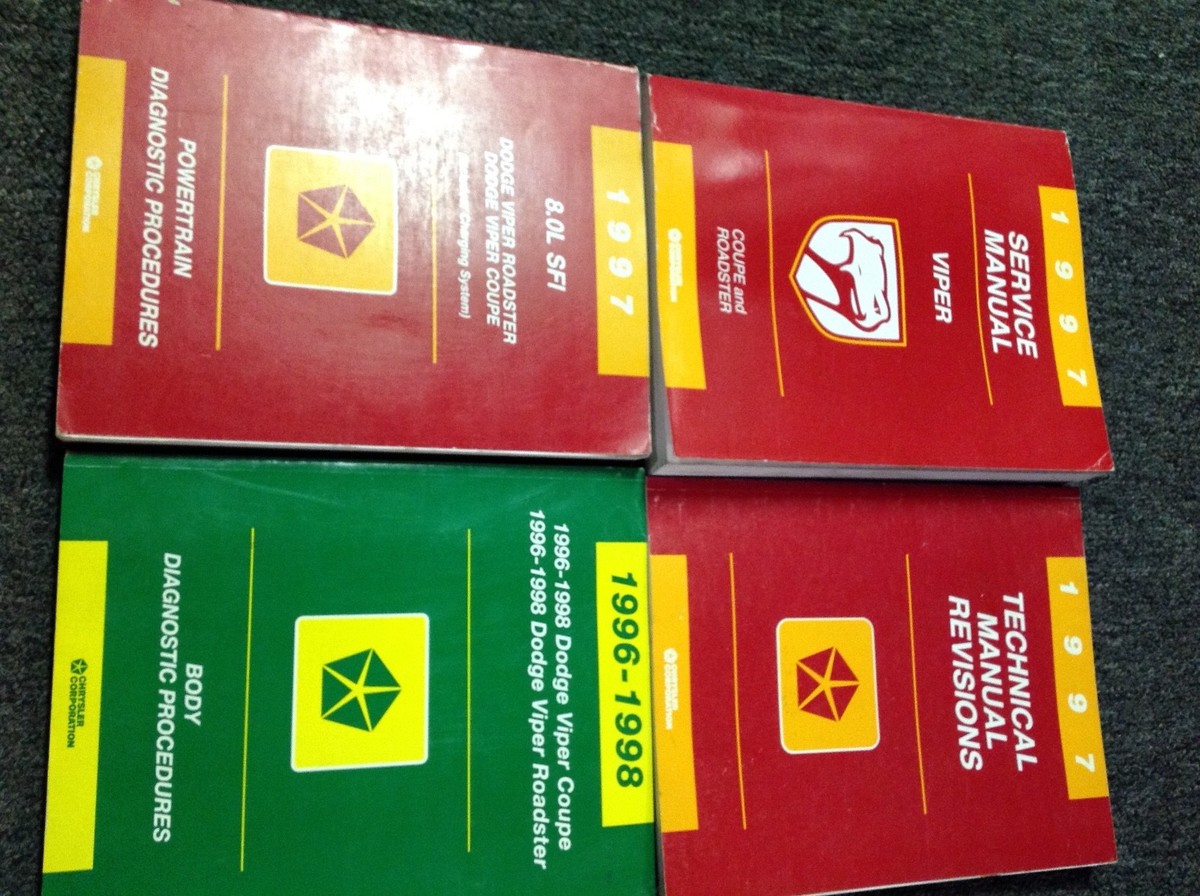 1997
8.0L SFI
DODGE VIPER ROADSTER
DODGE VIPER COUPE
Charging System)
POWERTRAIN
DIAGNOSTIC PROCEDURES
CHRYSLER
CORPORATION
1997
SERVICE
MANUAL
VIPER
COUPE and
ROADSTER
CHRYSLER
CORPORATION
1996-1998
1996-1998 Dodge Viper Coupe
1996-1998 Dodge Viper Roadster
BODY
DIAGNOSTIC PROCEDURES
CHRYSLER
CORPORATION
1997
TECHNICAL
MANUAL
REVISIONS
CHRYSLER
CORPORATION